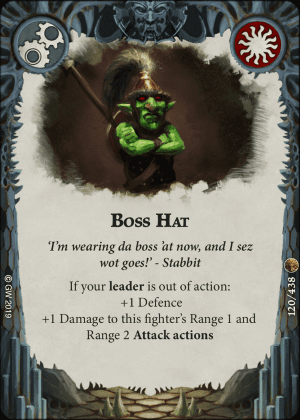 Boss Hat
'I'm wearing da boss 'at now, and I sez
wot goes!' - Stabbit
If your leader is out of action:
+1 Defence
+1 Damage to this fighter's Range 1 and
Range 2 Attack actions
© GW 2019
120/438